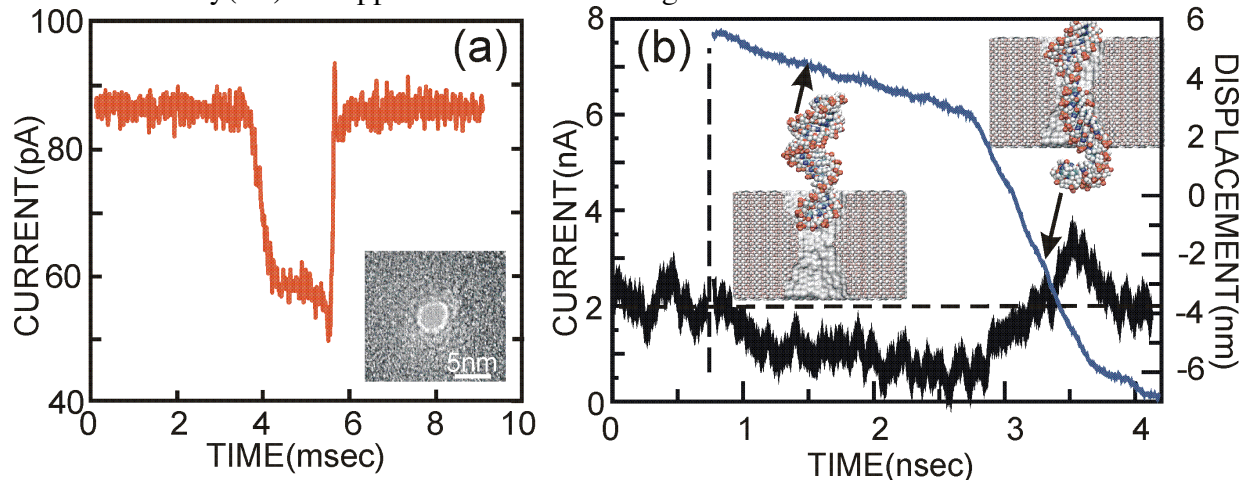 (a)
100
80
60
40
CURRENT(pA)
0 2 4 6 8 10
TIME(msec)
5nm
(b)
8
6
4
2
0
CURRENT(nA)
0 1 2 3 4
TIME(nsec)
6
4
2
0
-2
-4
-6
DISPLACEMENT(nm)